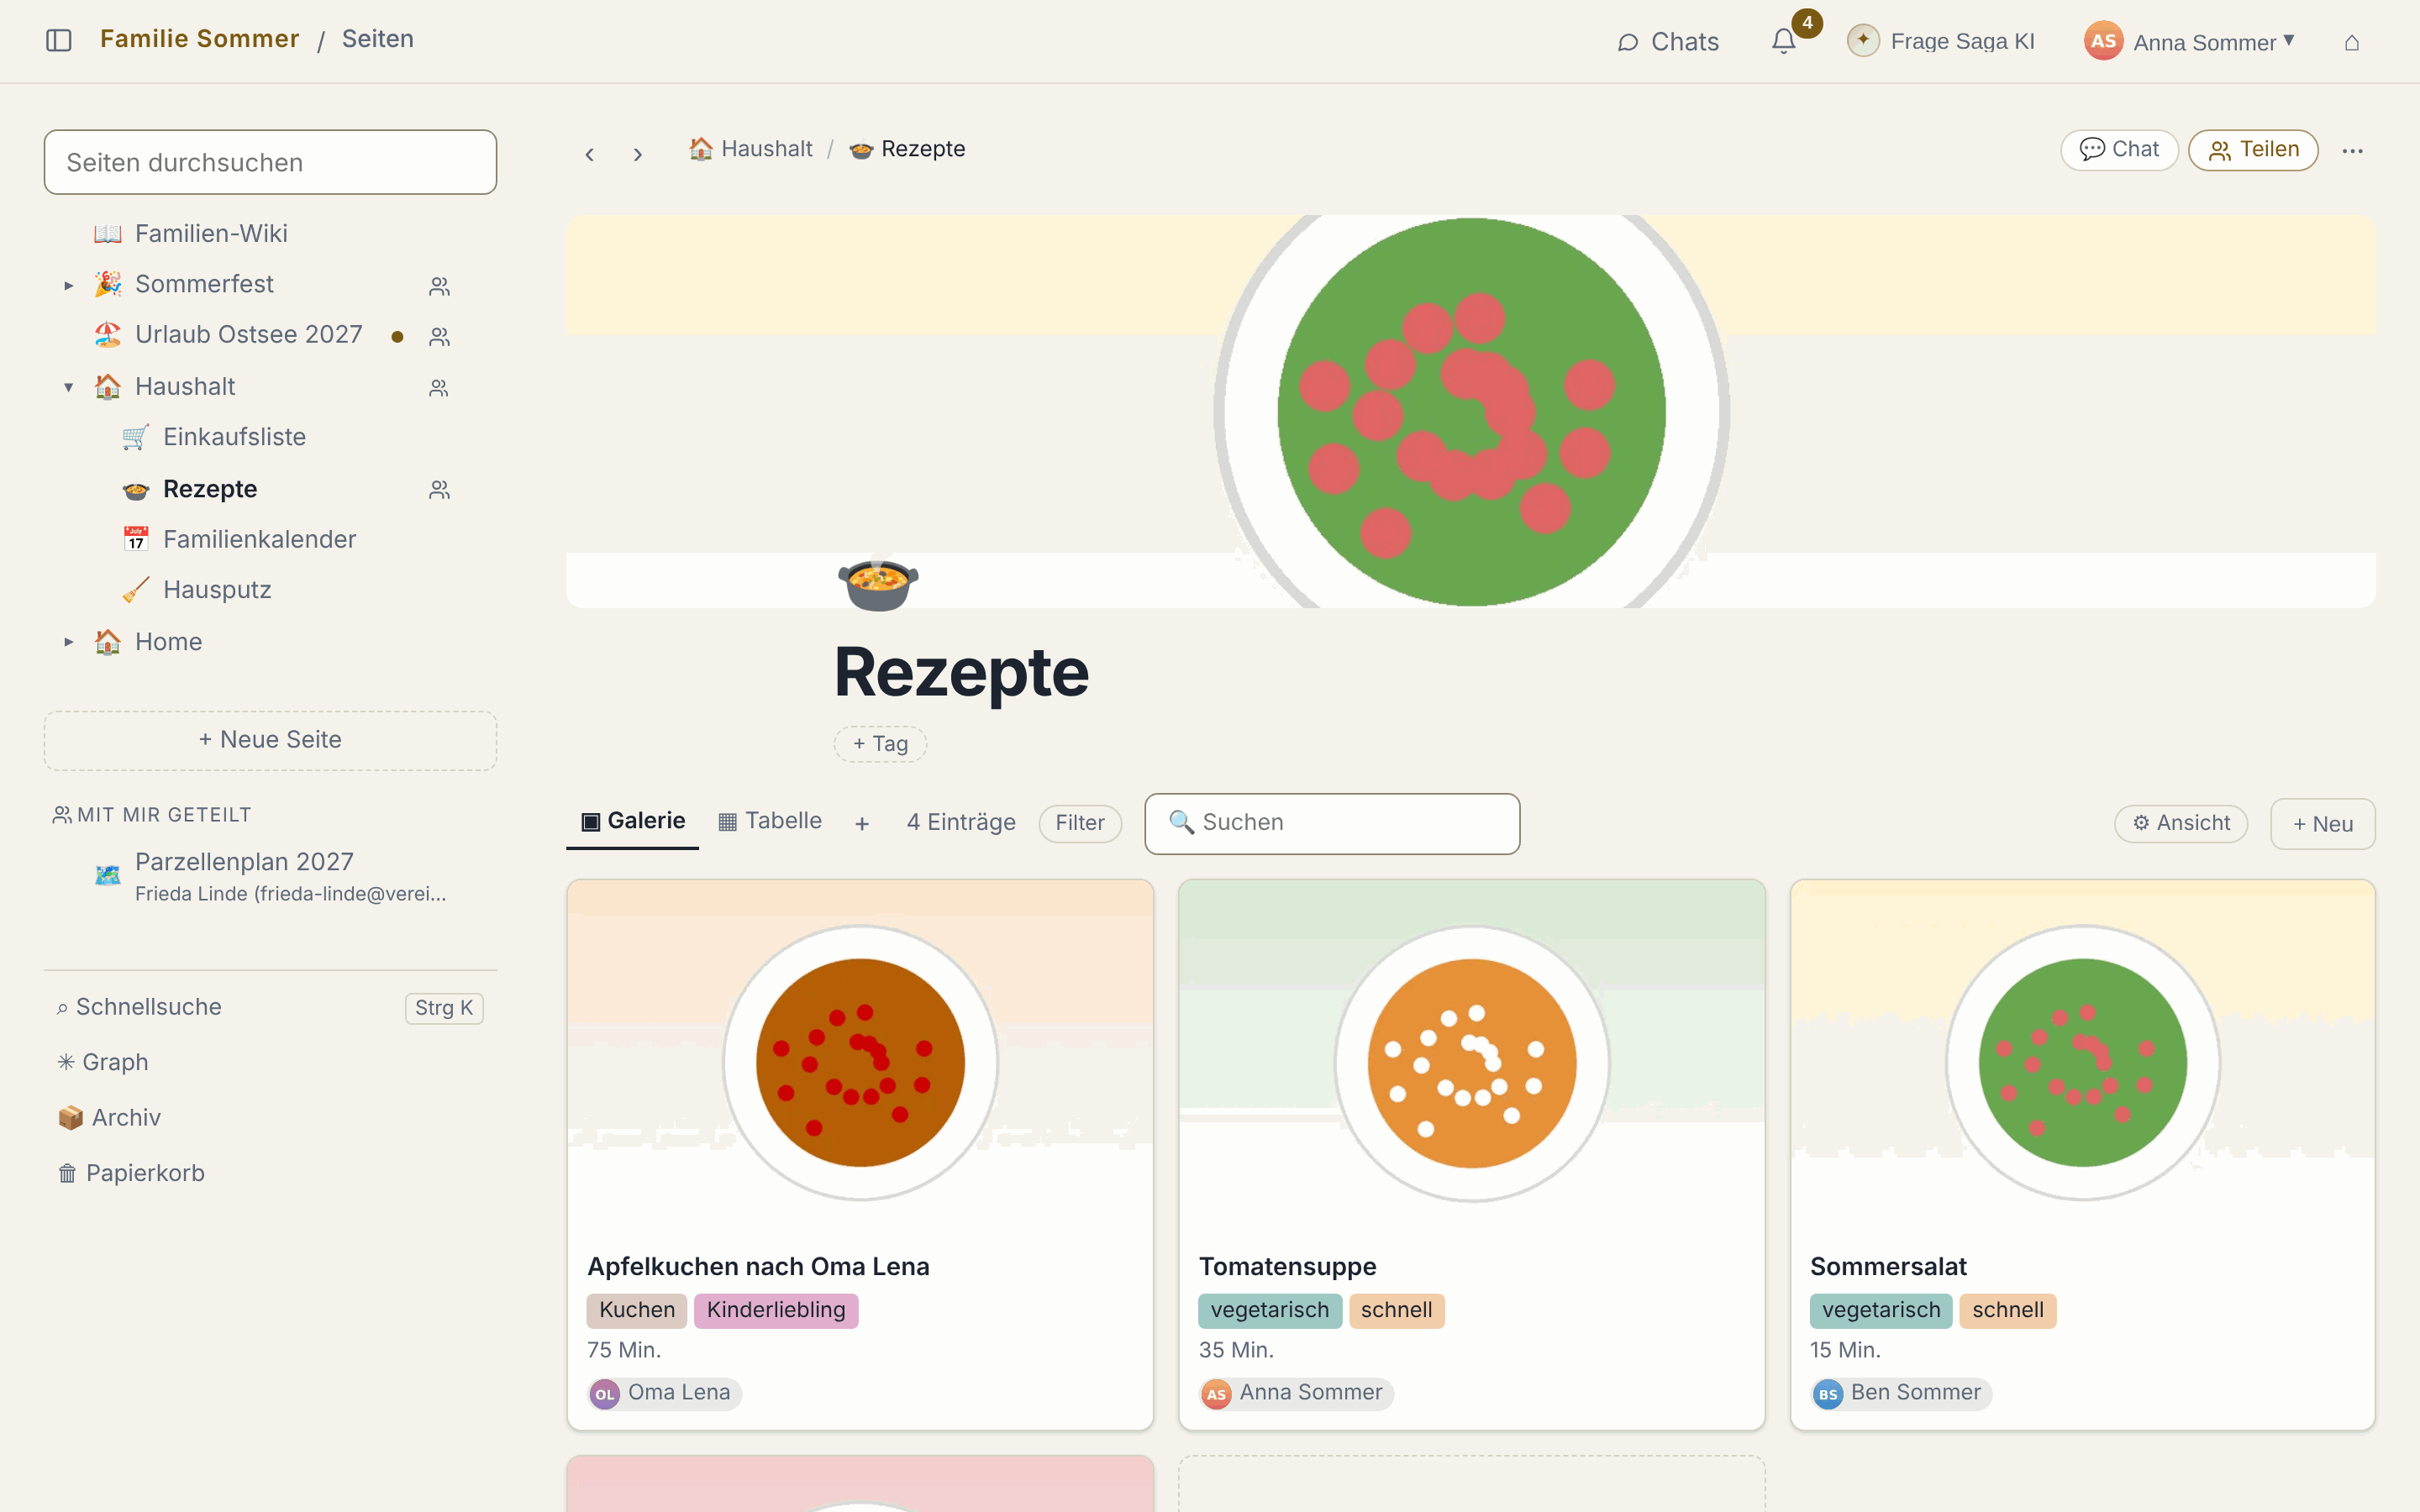 Familie Sommer / Seiten
Chats
4
Frage Saga KI
AS Anna Sommer
Seiten durchsuchen
Familien-Wiki
Sommerfest
Urlaub Ostsee 2027
Haushalt
Einkaufsliste
Rezepte
Familienkalender
Hausputz
Home
+ Neue Seite
MIT MIR GETEILT
Parzellenplan 2027
Frieda Linde (frieda-linde@verei...
Schnellsuche Strg K
Graph
Archiv
Papierkorb
Haushalt / Rezepte
Chat
Teilen
Rezepte
+ Tag
Galerie
Tabelle
+
4 Einträge
Filter
Suchen
Ansicht
+ Neu
Apfelkuchen nach Oma Lena
Kuchen Kinderliebling
75 Min.
OL Oma Lena
Tomatensuppe
vegetarisch schnell
35 Min.
AS Anna Sommer
Sommersalat
vegetarisch schnell
15 Min.
BS Ben Sommer